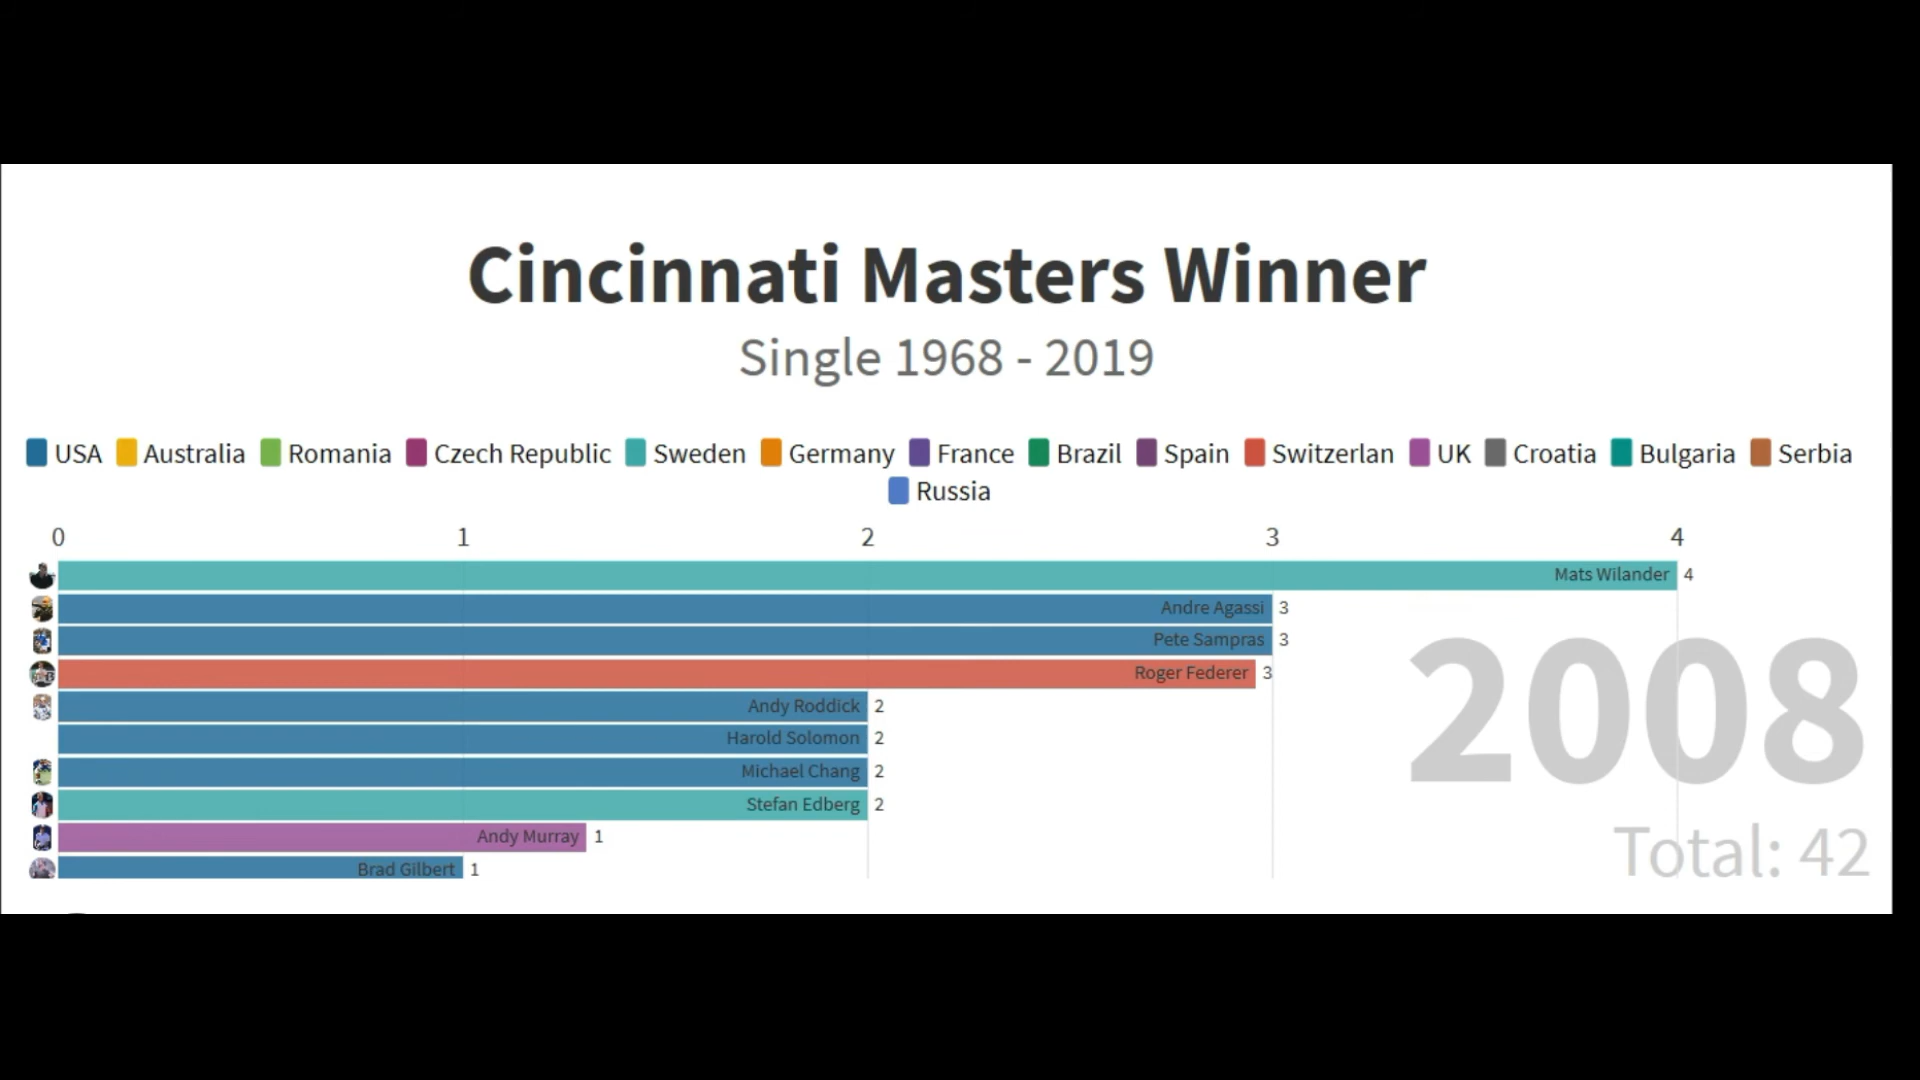 Cincinnati Masters Winner
Single 1968 - 2019
USA Australia Romania Czech Republic Sweden Germany France Brazil Spain Switzerlan UK Croatia Bulgaria Serbia
Russia
0 1 2 3 4
Mats Wilander 4
Andre Agassi 3
Pete Sampras 3
Roger Federer 3
Andy Roddick 2
Harold Solomon 2
Michael Chang 2
Stefan Edberg 2
Andy Murray 1
Brad Gilbert 1
2008
Total: 42